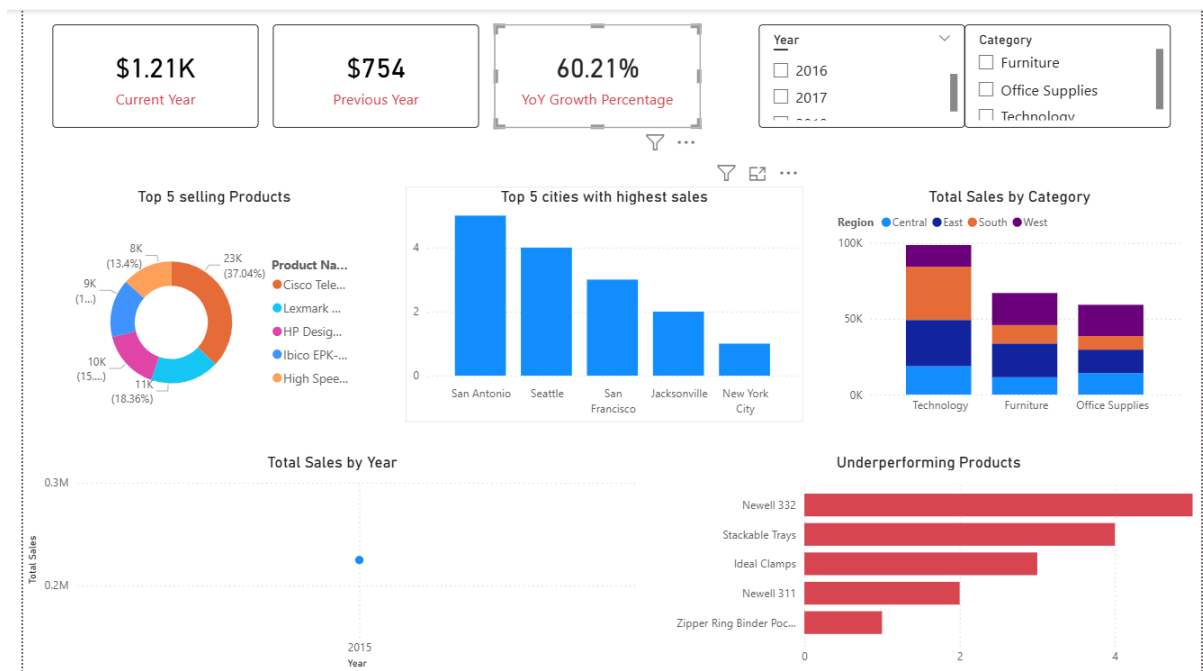 $1.21K
Current Year
$754
Previous Year
60.21%
YoY Growth Percentage
Year
2016
2017
Category
Furniture
Office Supplies
Technology
Top 5 selling Products
8K
(13.4%)
23K
(37.04%)
9K
(1...)
10K
(15....)
11K
(18.36%)
Product Na...
Cisco Tele...
Lexmark ...
HP Desig...
Ibico EPK-...
High Spee...
Top 5 cities with highest sales
4
2
0
San Antonio
Seattle
San
Francisco
Jacksonville
New York
City
Total Sales by Category
Region Central East South West
100K
50K
0K
Technology
Furniture
Office Supplies
Total Sales by Year
0.3M
0.2M
Total Sales
2015
Year
Underperforming Products
Newell 332
Stackable Trays
Ideal Clamps
Newell 311
Zipper Ring Binder Poc...
0 2 4